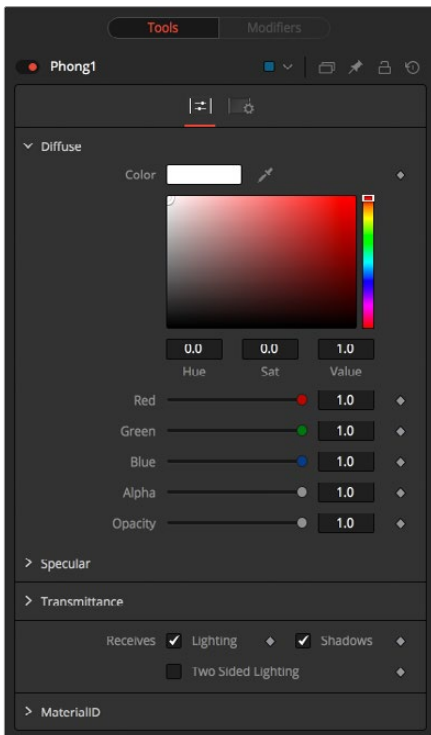 Tools Modifiers
Phong1
Diffuse
Color
0.0 0.0 1.0
Hue Sat Value
Red 1.0
Green 1.0
Blue 1.0
Alpha 1.0
Opacity 1.0
Specular
Transmittance
Receives Lighting Shadows
Two Sided Lighting
MaterialID